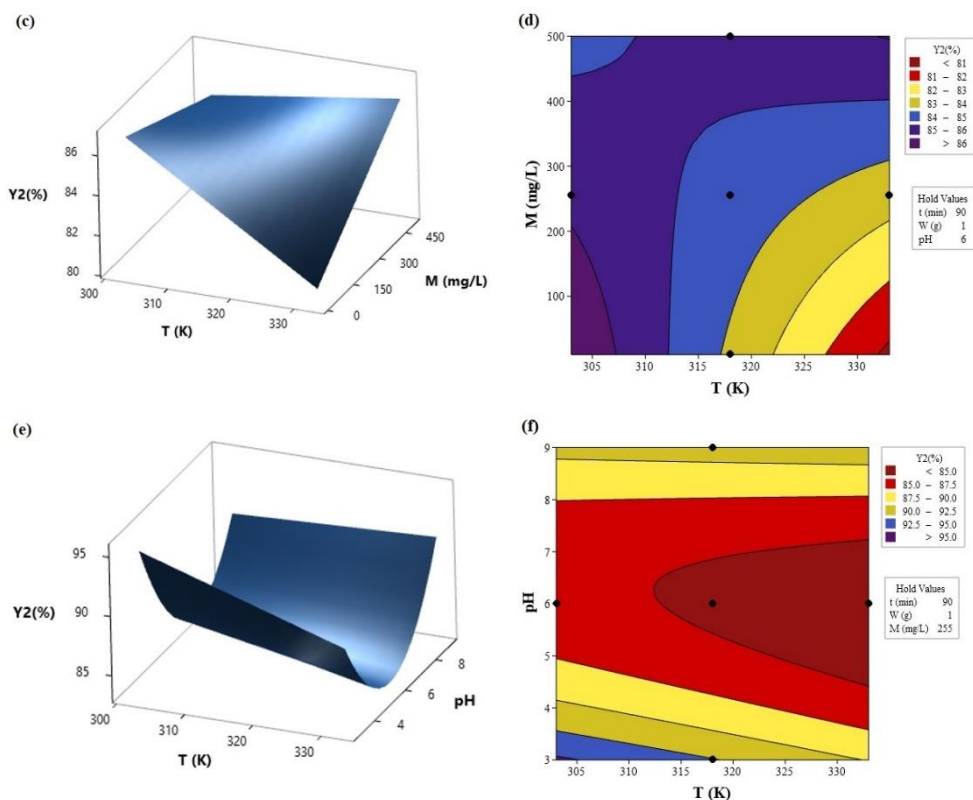 (c)
86
84
Y2(%)
82
80
300
310
320
330
T (K)
0
150
300
450
M (mg/L)
(d)
500
400
300
200
100
M (mg/L)
305
310
315
320
325
330
T (K)
Y2(%)
< 81
81 – 82
82 – 83
83 – 84
84 – 85
85 – 86
> 86
Hold Values
t (min) 90
W (g) 1
pH 6
(e)
95
90
Y2(%)
85
300
310
320
330
T (K)
4
6
8
pH
(f)
9
8
7
6
5
4
3
pH
305
310
315
320
325
330
T (K)
Y2(%)
< 85.0
85.0 – 87.5
87.5 – 90.0
90.0 – 92.5
92.5 – 95.0
> 95.0
Hold Values
t (min) 90
W (g) 1
M (mg/L) 255